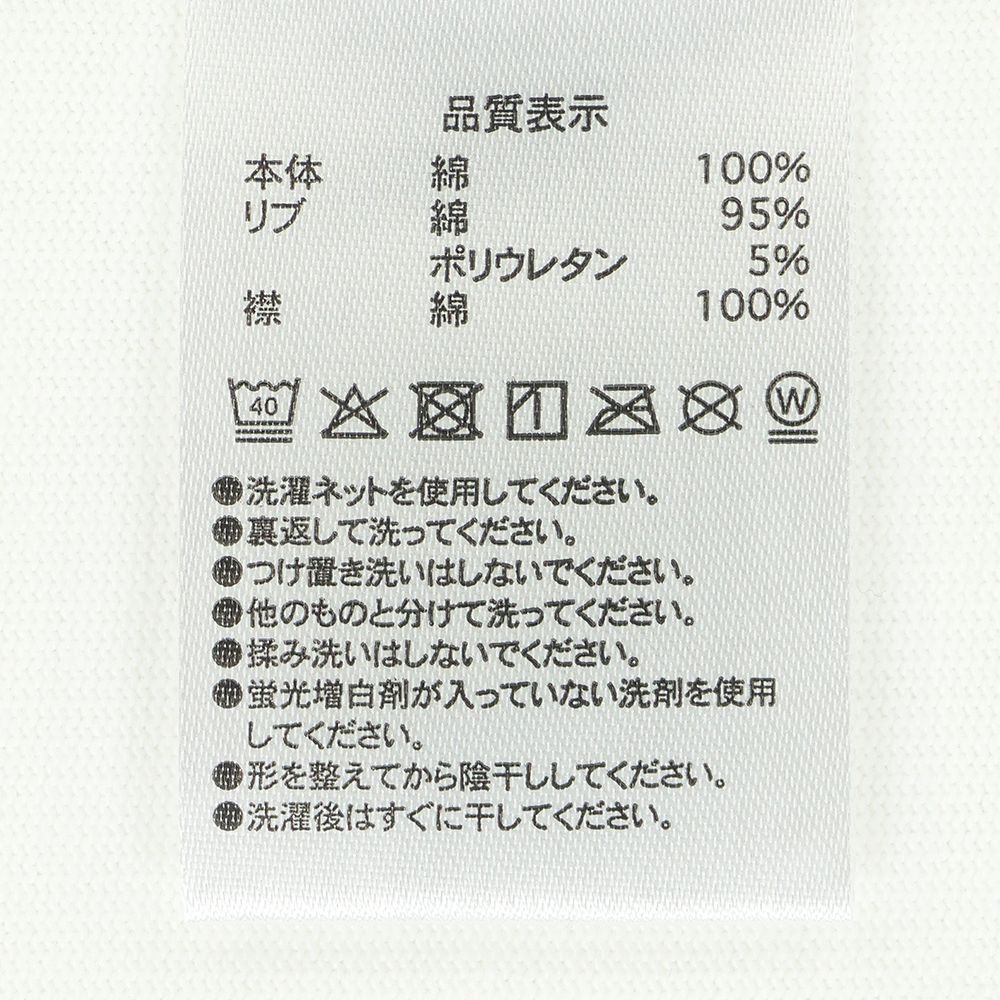 品質表示
本体 綿 100%
リブ 綿 95%
ポリウレタン 5%
襟 綿 100%
40 W
●洗濯ネットを使用してください。
●裏返して洗ってください。
●つけ置き洗いはしないでください。
●他のものと分けて洗ってください。
●揉み洗いはしないでください。
●蛍光増白剤が入っていない洗剤を使用
してください。
●形を整えてから陰干ししてください。
●洗濯後はすぐに干してください。